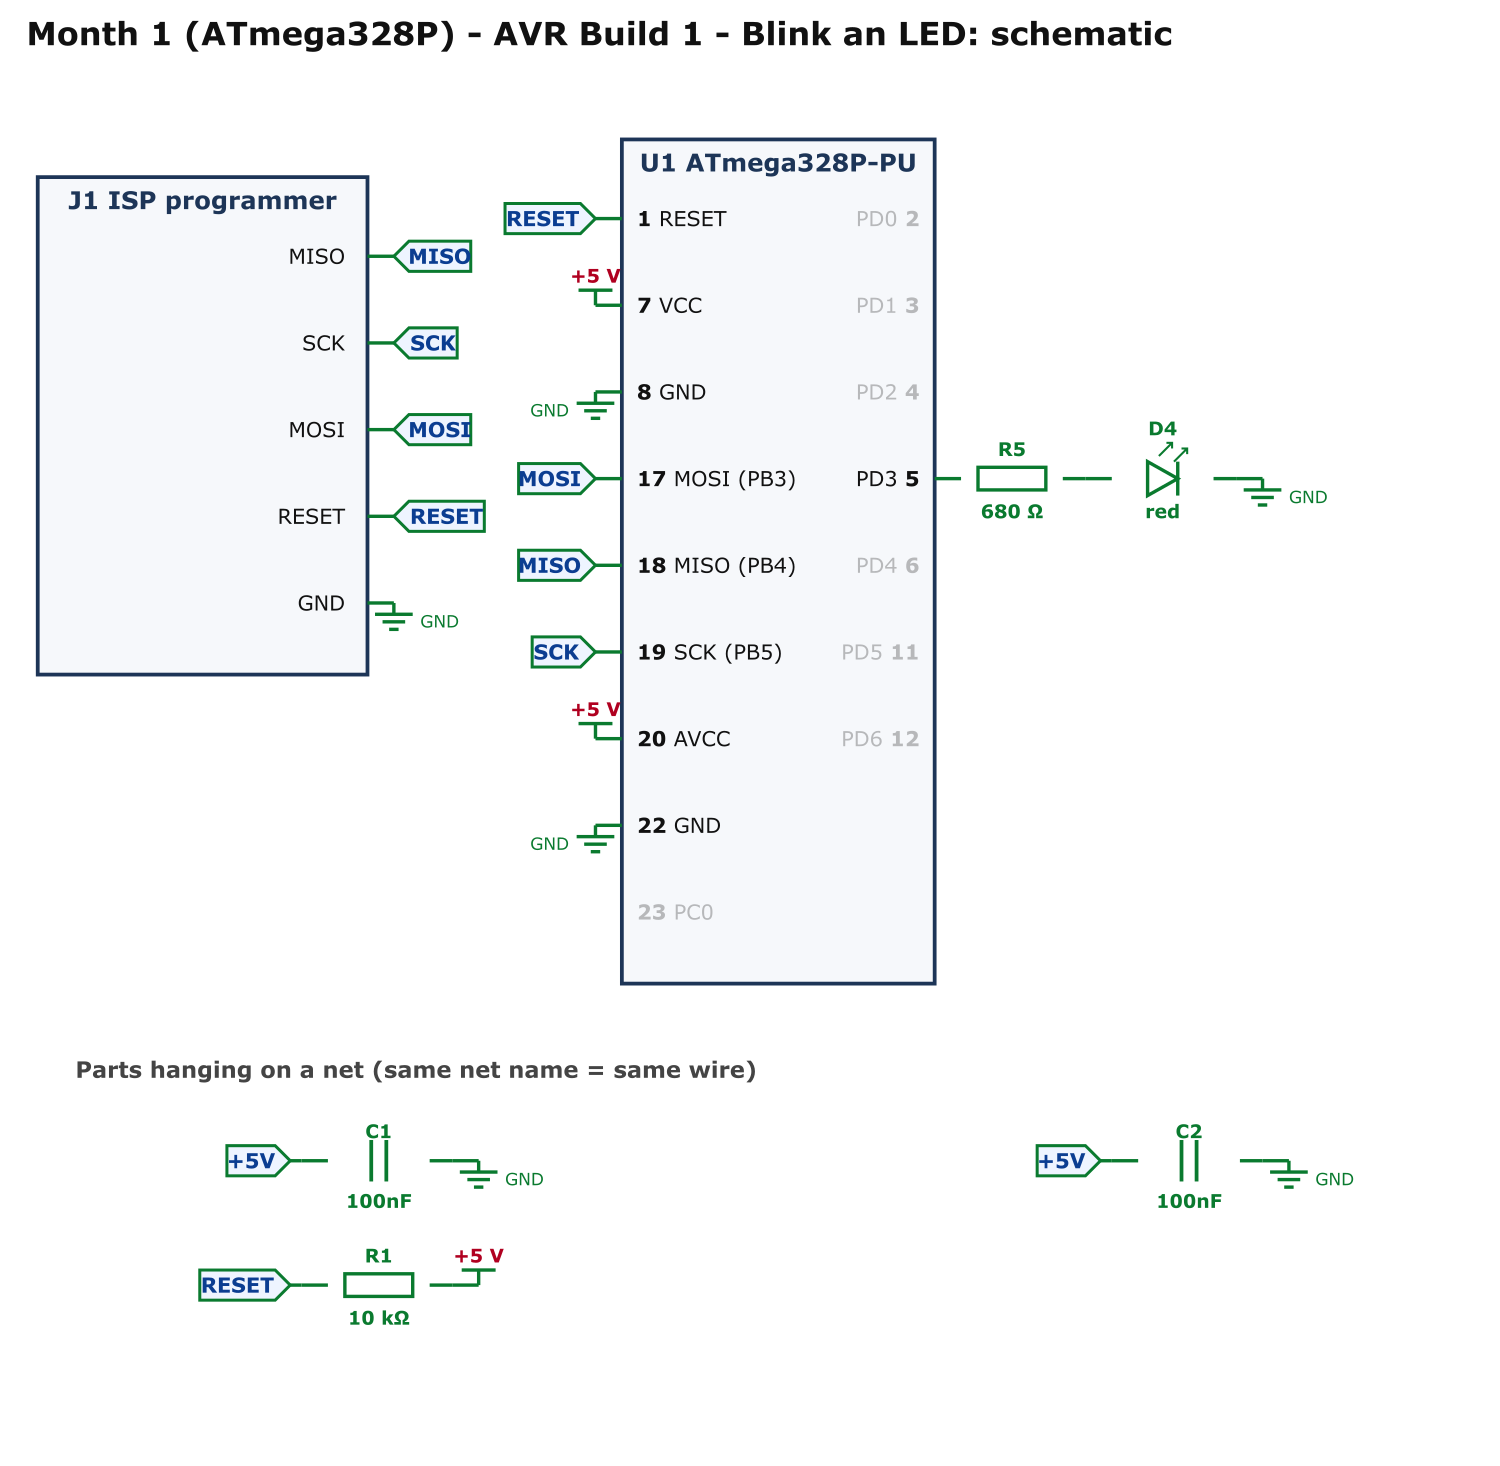 Month 1 (ATmega328P) - AVR Build 1 - Blink an LED: schematic
J1 ISP programmer
MISO
MISO
SCK
SCK
MOSI
MOSI
RESET
RESET
GND
GND
U1 ATmega328P-PU
RESET
1 RESET
PD0 2
+5 V
7 VCC
PD1 3
GND
8 GND
PD2 4
MOSI
17 MOSI (PB3)
PD3 5
MISO
18 MISO (PB4)
PD4 6
SCK
19 SCK (PB5)
PD5 11
+5 V
20 AVCC
PD6 12
GND
22 GND
23 PC0
R5
680 Ω
D4
red
GND
Parts hanging on a net (same net name = same wire)
+5V
C1
100nF
GND
+5V
C2
100nF
GND
RESET
R1
10 kΩ
+5 V